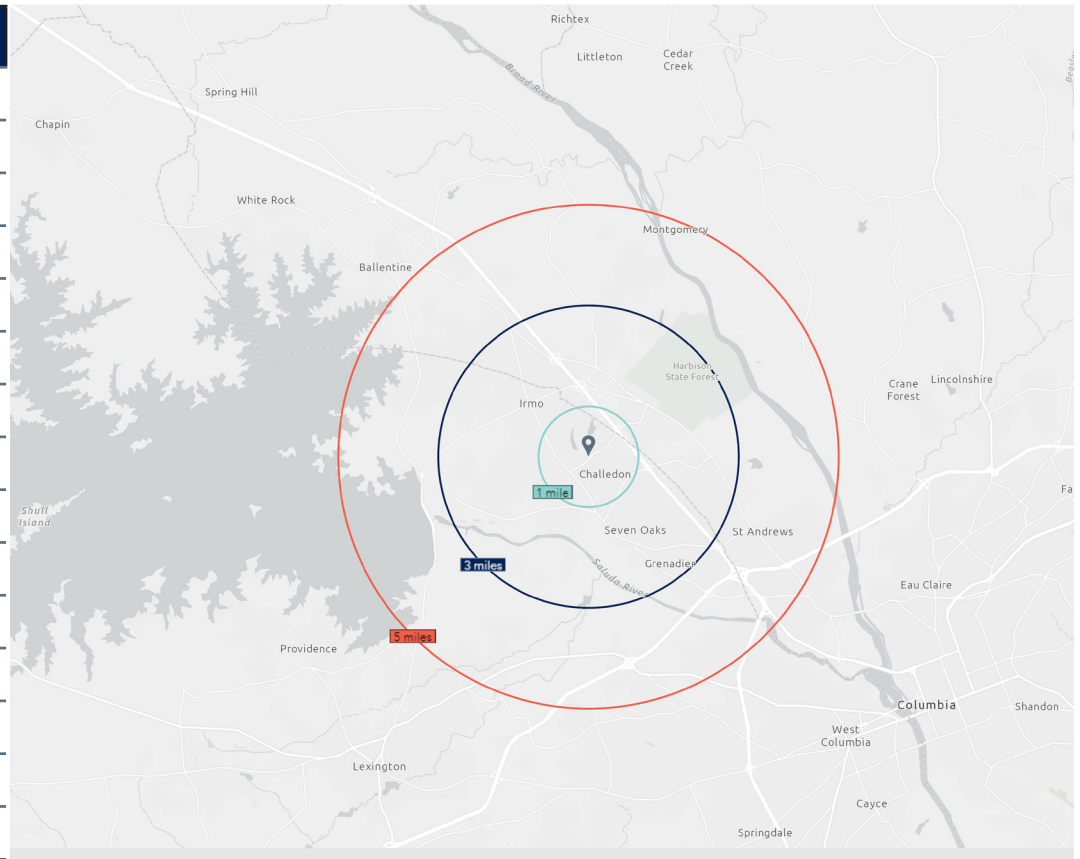 Richtex
Littleton
Cedar
Creek
Broad River
Spring Hill
Chapin
White Rock
Montgomery
Ballentine
Harbison
State Forest
Crane
Forest
Lincolnshire
Irmo
Challedon
1 mile
Shull
Island
Seven Oaks
St Andrews
3 miles
Grenadier
Saluda River
Eau Claire
5 miles
Providence
Columbia
Shandon
West
Columbia
Lexington
Cayce
Springdale